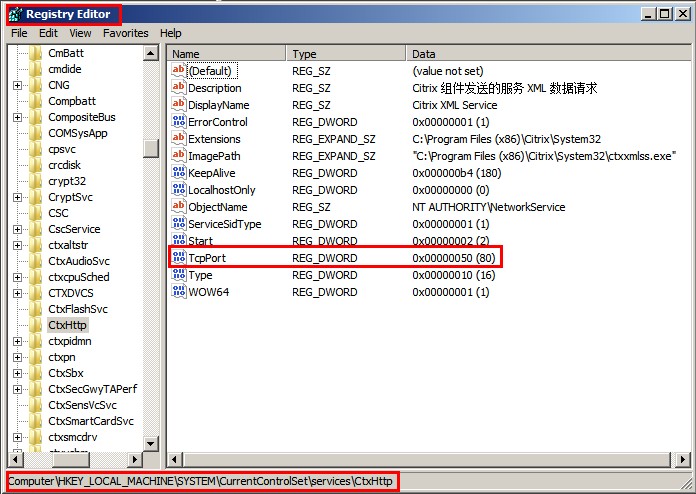 Registry Editor
File Edit View Favorites Help
CmBatt
cmdide
CNG
Compbatt
CompositeBus
COMSysApp
cpsvc
crcdisk
crypt32
CryptSvc
CSC
CscService
ctxaltstr
CtxAudioSvc
ctxcpuSched
CTXDVCS
CtxFlashSvc
CtxHttp
ctxpidmn
ctxpn
CtxSbx
CtxSecGwyTAPerf
CtxSensVcSvc
CtxSmartCardSvc
ctxsmcdrv
Name Type Data
(Default) REG_SZ (value not set)
Description REG_SZ Citrix 组件发送的服务 XML 数据请求
DisplayName REG_SZ Citrix XML Service
ErrorControl REG_DWORD 0x00000001 (1)
Extensions REG_EXPAND_SZ C:\Program Files (x86)\Citrix\System32
ImagePath REG_EXPAND_SZ "C:\Program Files (x86)\Citrix\System32\ctxxmlss.exe"
KeepAlive REG_DWORD 0x000000b4 (180)
LocalhostOnly REG_DWORD 0x00000000 (0)
ObjectName REG_SZ NT AUTHORITY\NetworkService
ServiceSidType REG_DWORD 0x00000001 (1)
Start REG_DWORD 0x00000002 (2)
TcpPort REG_DWORD 0x00000050 (80)
Type REG_DWORD 0x00000010 (16)
WOW64 REG_DWORD 0x00000001 (1)
Computer\HKEY_LOCAL_MACHINE\SYSTEM\CurrentControlSet\services\CtxHttp